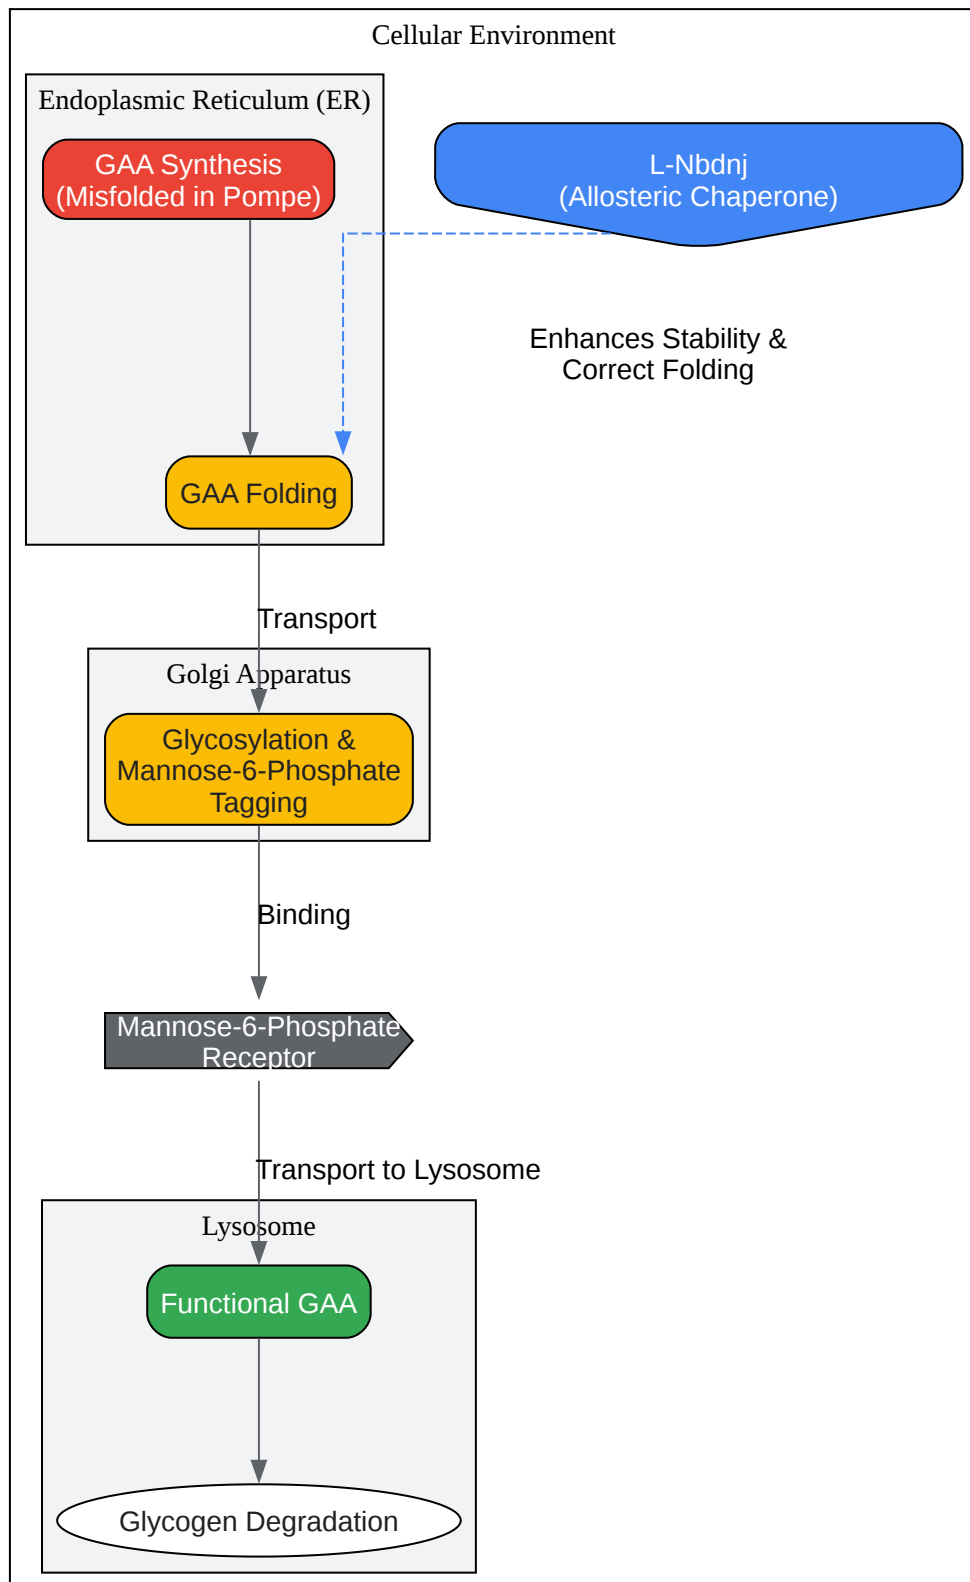 Cellular Environment
Endoplasmic Reticulum (ER)
GAA Synthesis
(Misfolded in Pompe)
L-Nbdnj
(Allosteric Chaperone)
Enhances Stability &
Correct Folding
GAA Folding
Transport
Golgi Apparatus
Glycosylation &
Mannose-6-Phosphate
Tagging
Binding
Mannose-6-Phosphate
Receptor
Transport to Lysosome
Lysosome
Functional GAA
Glycogen Degradation